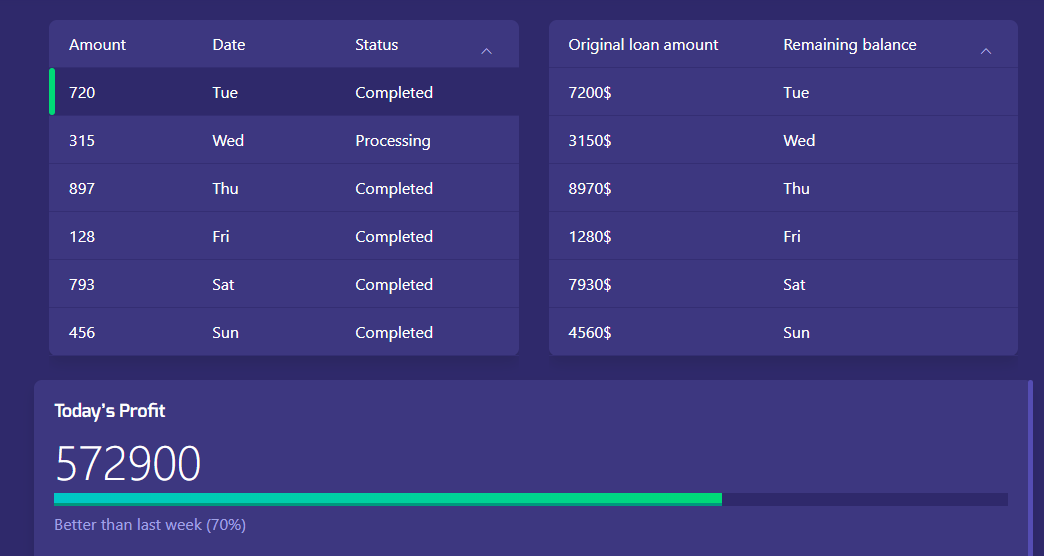 Amount Date Status
720 Tue Completed
315 Wed Processing
897 Thu Completed
128 Fri Completed
793 Sat Completed
456 Sun Completed
Original loan amount Remaining balance
7200$ Tue
3150$ Wed
8970$ Thu
1280$ Fri
7930$ Sat
4560$ Sun
Today's Profit
572900
Better than last week (70%)